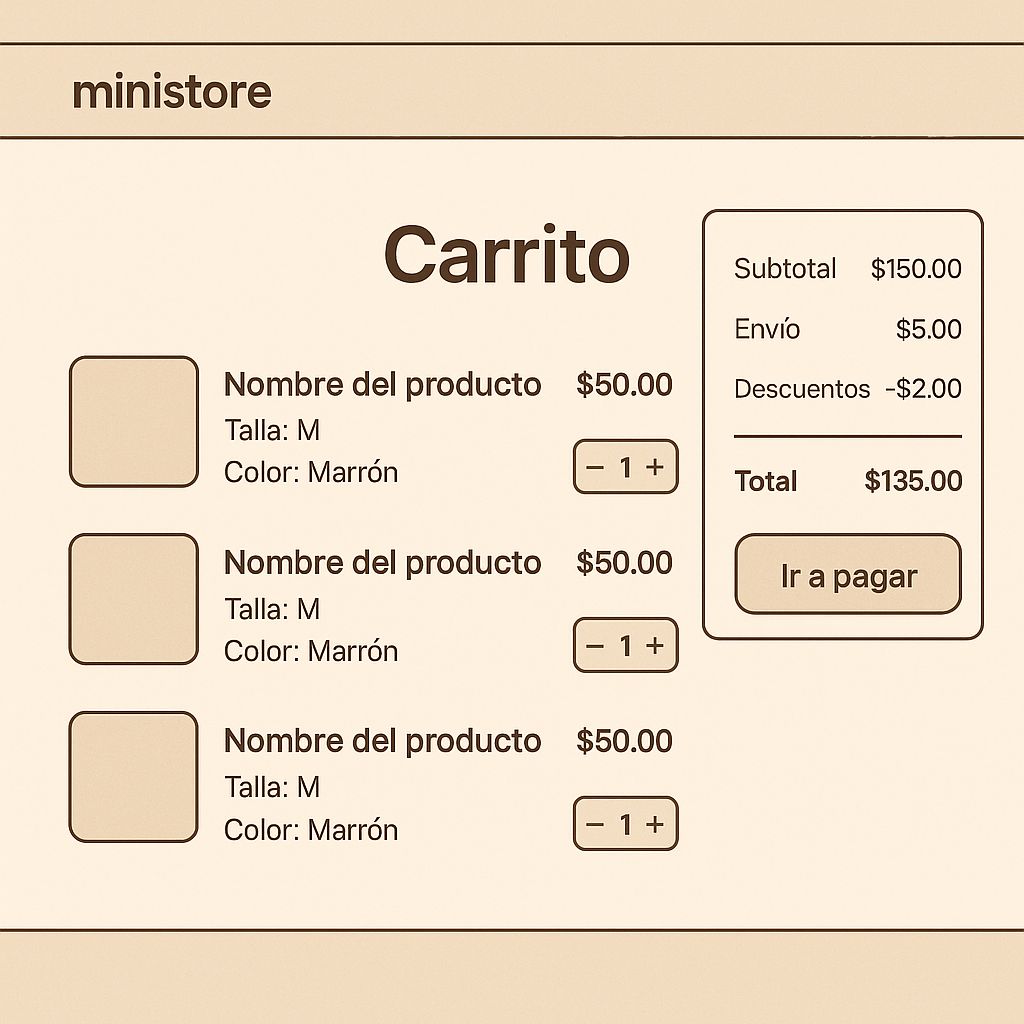 ministore
Carrito
Nombre del producto $50.00
Talla: M
Color: Marrón
− 1 +
Nombre del producto $50.00
Talla: M
Color: Marrón
− 1 +
Nombre del producto $50.00
Talla: M
Color: Marrón
− 1 +
Subtotal $150.00
Envío $5.00
Descuentos -$2.00
Total $135.00
Ir a pagar